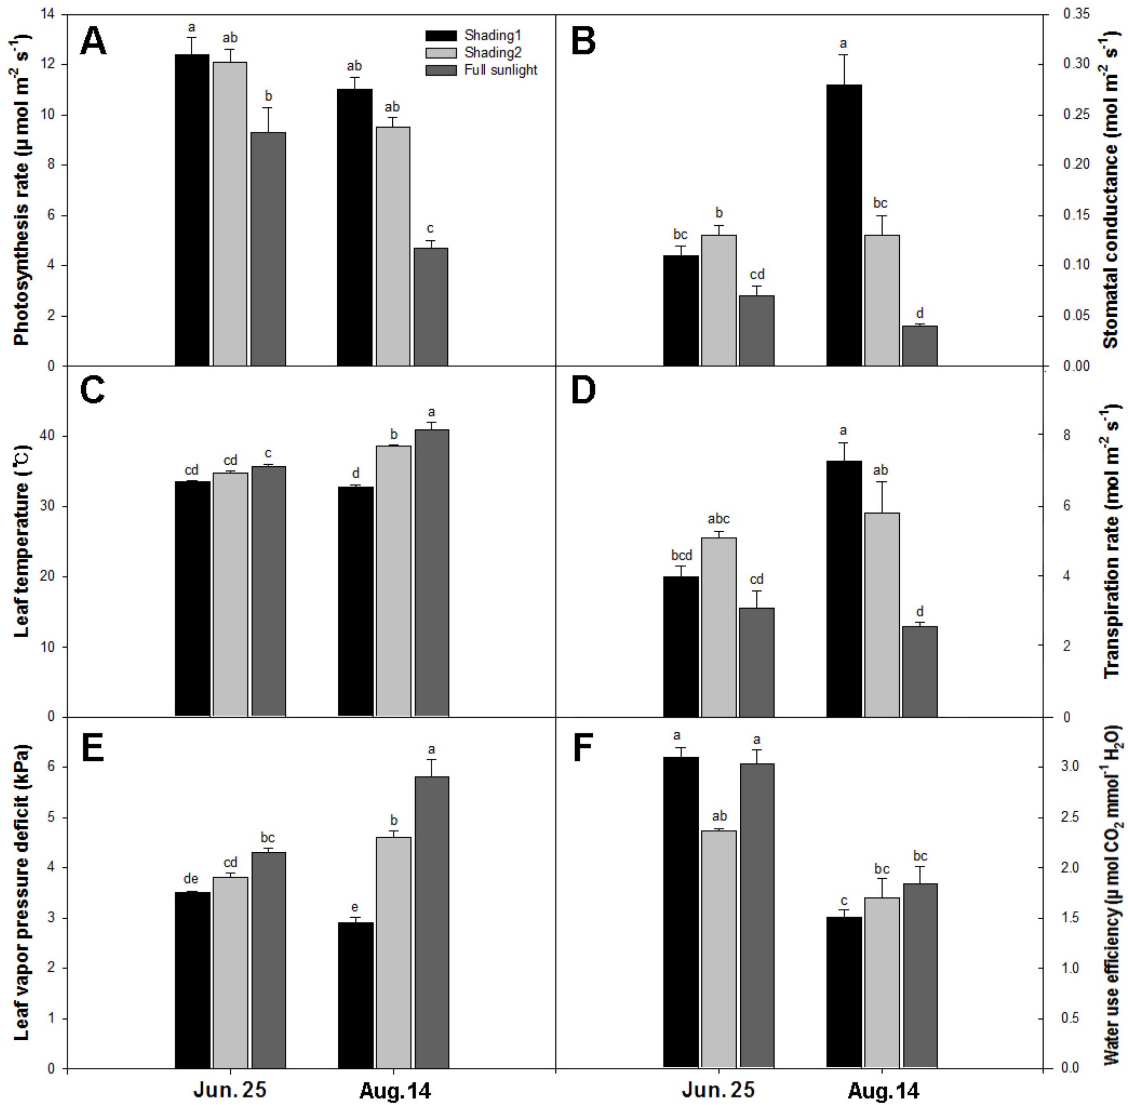 A
Shading1
Shading2
Full sunlight
Photosynthesis rate (μ mol m⁻² s⁻¹)
14
12
10
8
6
4
2
0
a
ab
b
ab
ab
c
B
Stomatal conductance (mol m⁻² s⁻¹)
0.35
0.30
0.25
0.20
0.15
0.10
0.05
0.00
bc
b
cd
a
bc
d
C
Leaf temperature (℃)
40
30
20
10
0
cd
cd
c
d
b
a
D
Transpiration rate (mol m⁻² s⁻¹)
8
6
4
2
0
bcd
abc
cd
a
ab
d
E
Leaf vapor pressure deficit (kPa)
6
5
4
3
2
1
0
de
cd
bc
e
b
a
Jun. 25
Aug.14
F
Water use efficiency (μ mol CO₂ mmol⁻¹ H₂O)
3.0
2.5
2.0
1.5
1.0
0.5
0.0
a
ab
a
c
bc
bc
Jun. 25
Aug.14